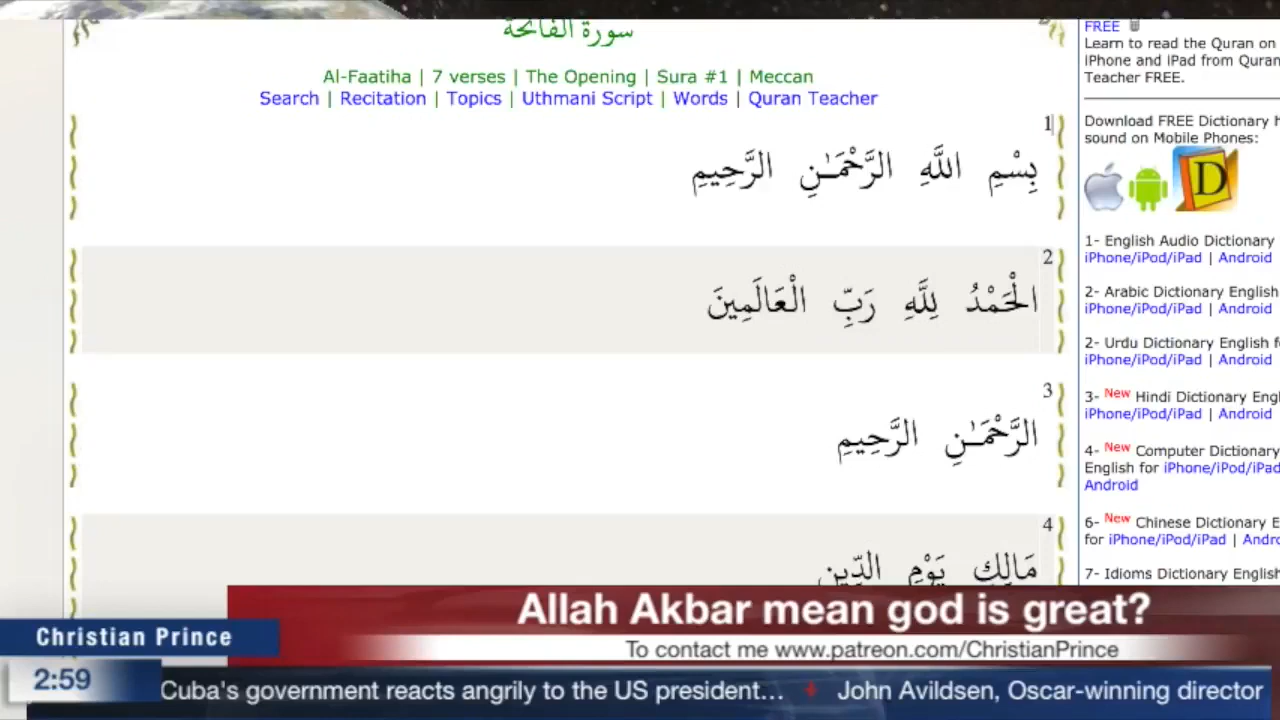 سورة الفاتحة
Al-Faatiha | 7 verses | The Opening | Sura #1 | Meccan
Search | Recitation | Topics | Uthmani Script | Words | Quran Teacher
1
بِسْمِ اللَّهِ الرَّحْمَـٰنِ الرَّحِيمِ
2
الْحَمْدُ لِلَّهِ رَبِّ الْعَالَمِينَ
3
الرَّحْمَـٰنِ الرَّحِيمِ
4
مَالِكِ يَوْمِ الدِّينِ
FREE
Learn to read the Quran on
iPhone and iPad from Quran
Teacher FREE.
Download FREE Dictionary
sound on Mobile Phones:
D
1- English Audio Dictionary
iPhone/iPod/iPad | Android
2- Arabic Dictionary English
iPhone/iPod/iPad | Android
2- Urdu Dictionary English
iPhone/iPod/iPad | Android
3- New Hindi Dictionary
iPhone/iPod/iPad | Android
4- New Computer Dictionary
English for iPhone/iPod/iPad
Android
6- New Chinese Dictionary
for iPhone/iPod/iPad |
7- Idioms Dictionary English
Allah Akbar mean god is great?
Christian Prince
To contact me www.patreon.com/ChristianPrince
2:59
Cuba's government reacts angrily to the US president... John Avildsen, Oscar-winning director